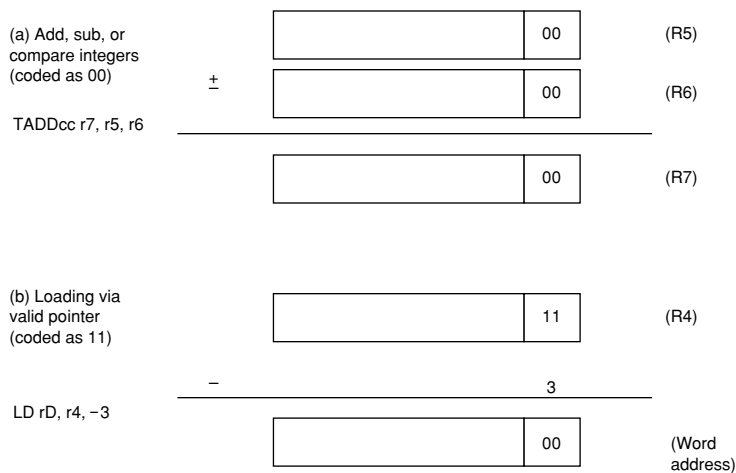 (a) Add, sub, or
compare integers
(coded as 00)
TADDcc r7, r5, r6
00 (R5)
± 00 (R6)
00 (R7)
(b) Loading via
valid pointer
(coded as 11)
11 (R4)
− 3
LD rD, r4, −3
00 (Word
address)